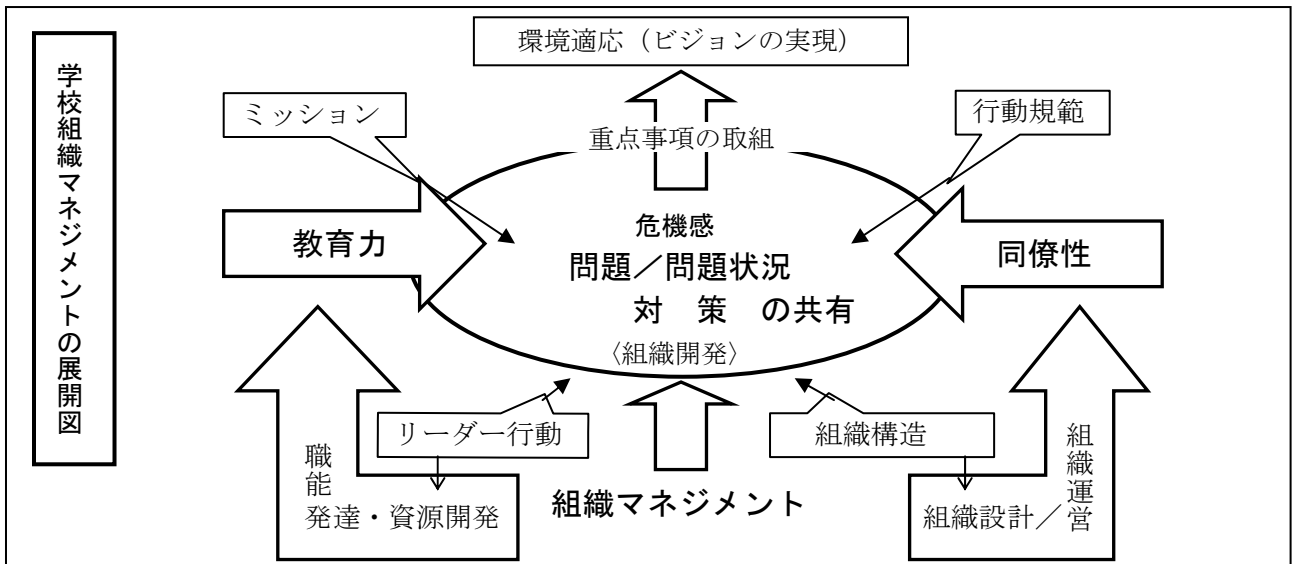 学校組織マネジメントの展開図
環境適応（ビジョンの実現）
ミッション
行動規範
重点事項の取組
教育力
危機感
問題／問題状況
対　策　の共有
同僚性
〈組織開発〉
リーダー行動
組織構造
職能
発達・資源開発
組織マネジメント
組織設計／
組織運営